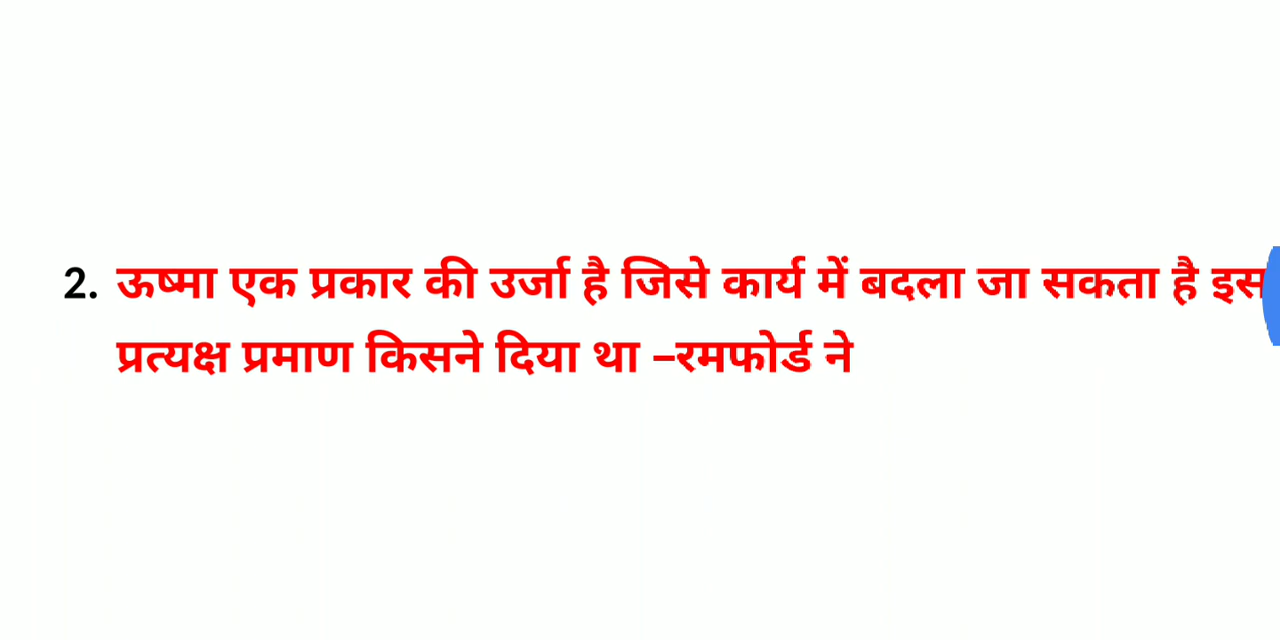 2. ऊष्मा एक प्रकार की उर्जा है जिसे कार्य में बदला जा सकता है इस
प्रत्यक्ष प्रमाण किसने दिया था –रमफोर्ड ने